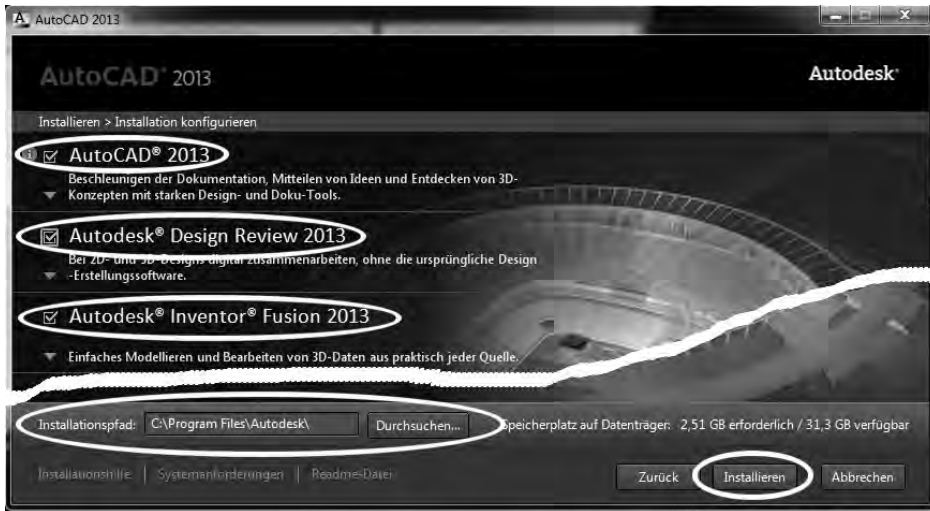 AutoCAD 2013
AutoCAD® 2013
Autodesk®
Installieren > Installation konfigurieren
AutoCAD® 2013
Beschleunigen der Dokumentation, Mitteilen von Ideen und Entdecken von 3D-
Konzepten mit starken Design- und Doku-Tools.
Autodesk® Design Review 2013
Bei 2D- und 3D-Designs digital zusammenarbeiten, ohne die ursprüngliche Design
-Erstellungssoftware.
Autodesk® Inventor® Fusion 2013
Einfaches Modellieren und Bearbeiten von 3D-Daten aus praktisch jeder Quelle.
Installationspfad: C:\Program Files\Autodesk\ Durchsuchen... Speicherplatz auf Datenträger: 2,51 GB erforderlich / 31,3 GB verfügbar
Installationshilfe | Systemanforderungen | Readme-Datei Zurück Installieren Abbrechen